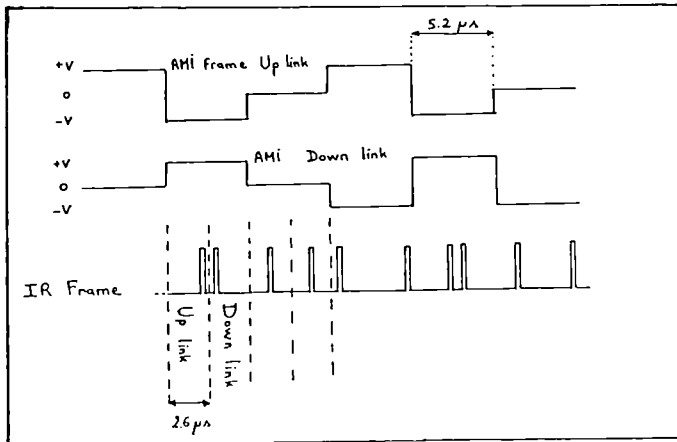 5.2 µs
+V
AMI frame Up link
0
-V
+V
AMI Down link
0
-V
IR Frame
Up link
Down link
2.6 µs